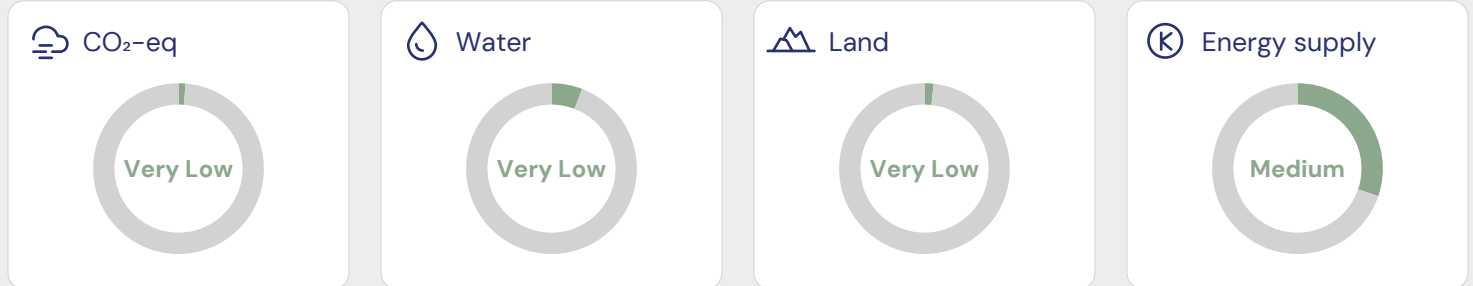 CO₂-eq
Very Low
Water
Very Low
Land
Very Low
K Energy supply
Medium